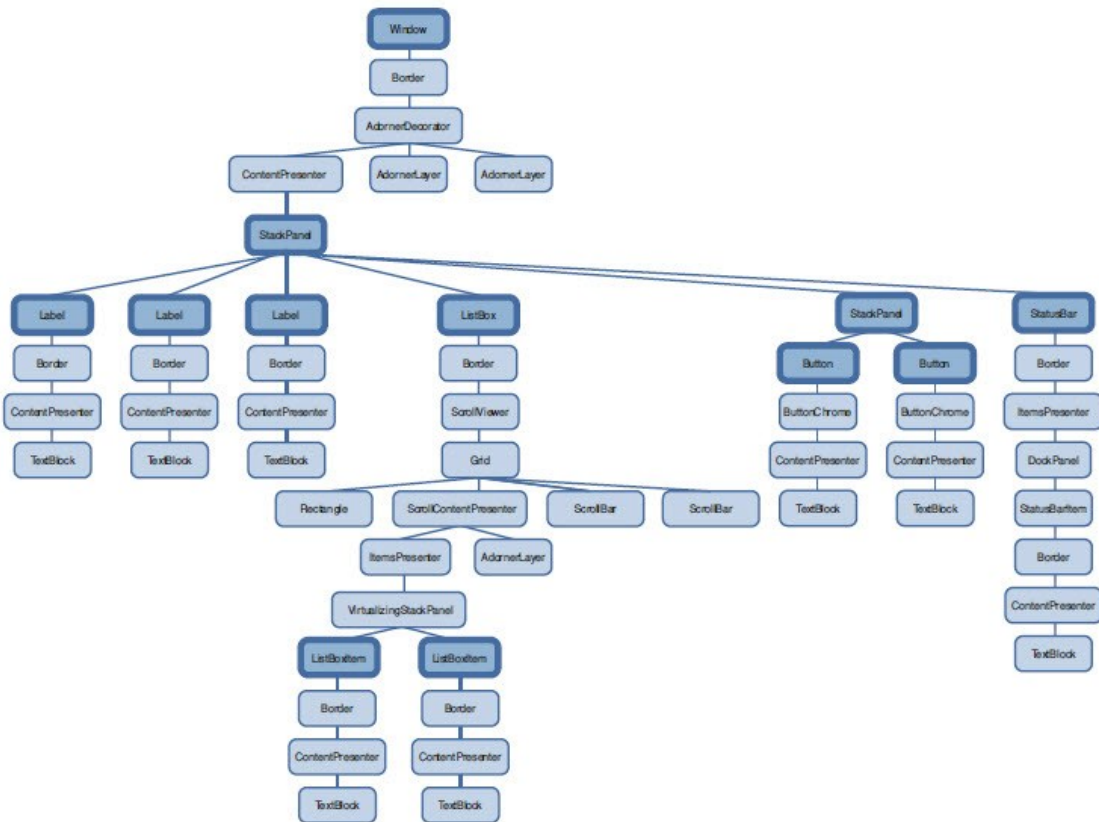 Window
Border
AdornerDecorator
ContentPresenter AdornerLayer AdornerLayer
StackPanel
Label Label Label ListBox StackPanel StatusBar
Border Border Border Border Button Button Border
ContentPresenter ContentPresenter ContentPresenter ScrollViewer ButtonChrome ButtonChrome ItemsPresenter
TextBlock TextBlock TextBlock Grid ContentPresenter ContentPresenter DockPanel
Rectangle ScrollContentPresenter ScrollBar ScrollBar TextBlock TextBlock StatusBarItem
ItemsPresenter AdornerLayer Border
VirtualizingStackPanel ContentPresenter
ListBoxItem ListBoxItem TextBlock
Border Border
ContentPresenter ContentPresenter
TextBlock TextBlock